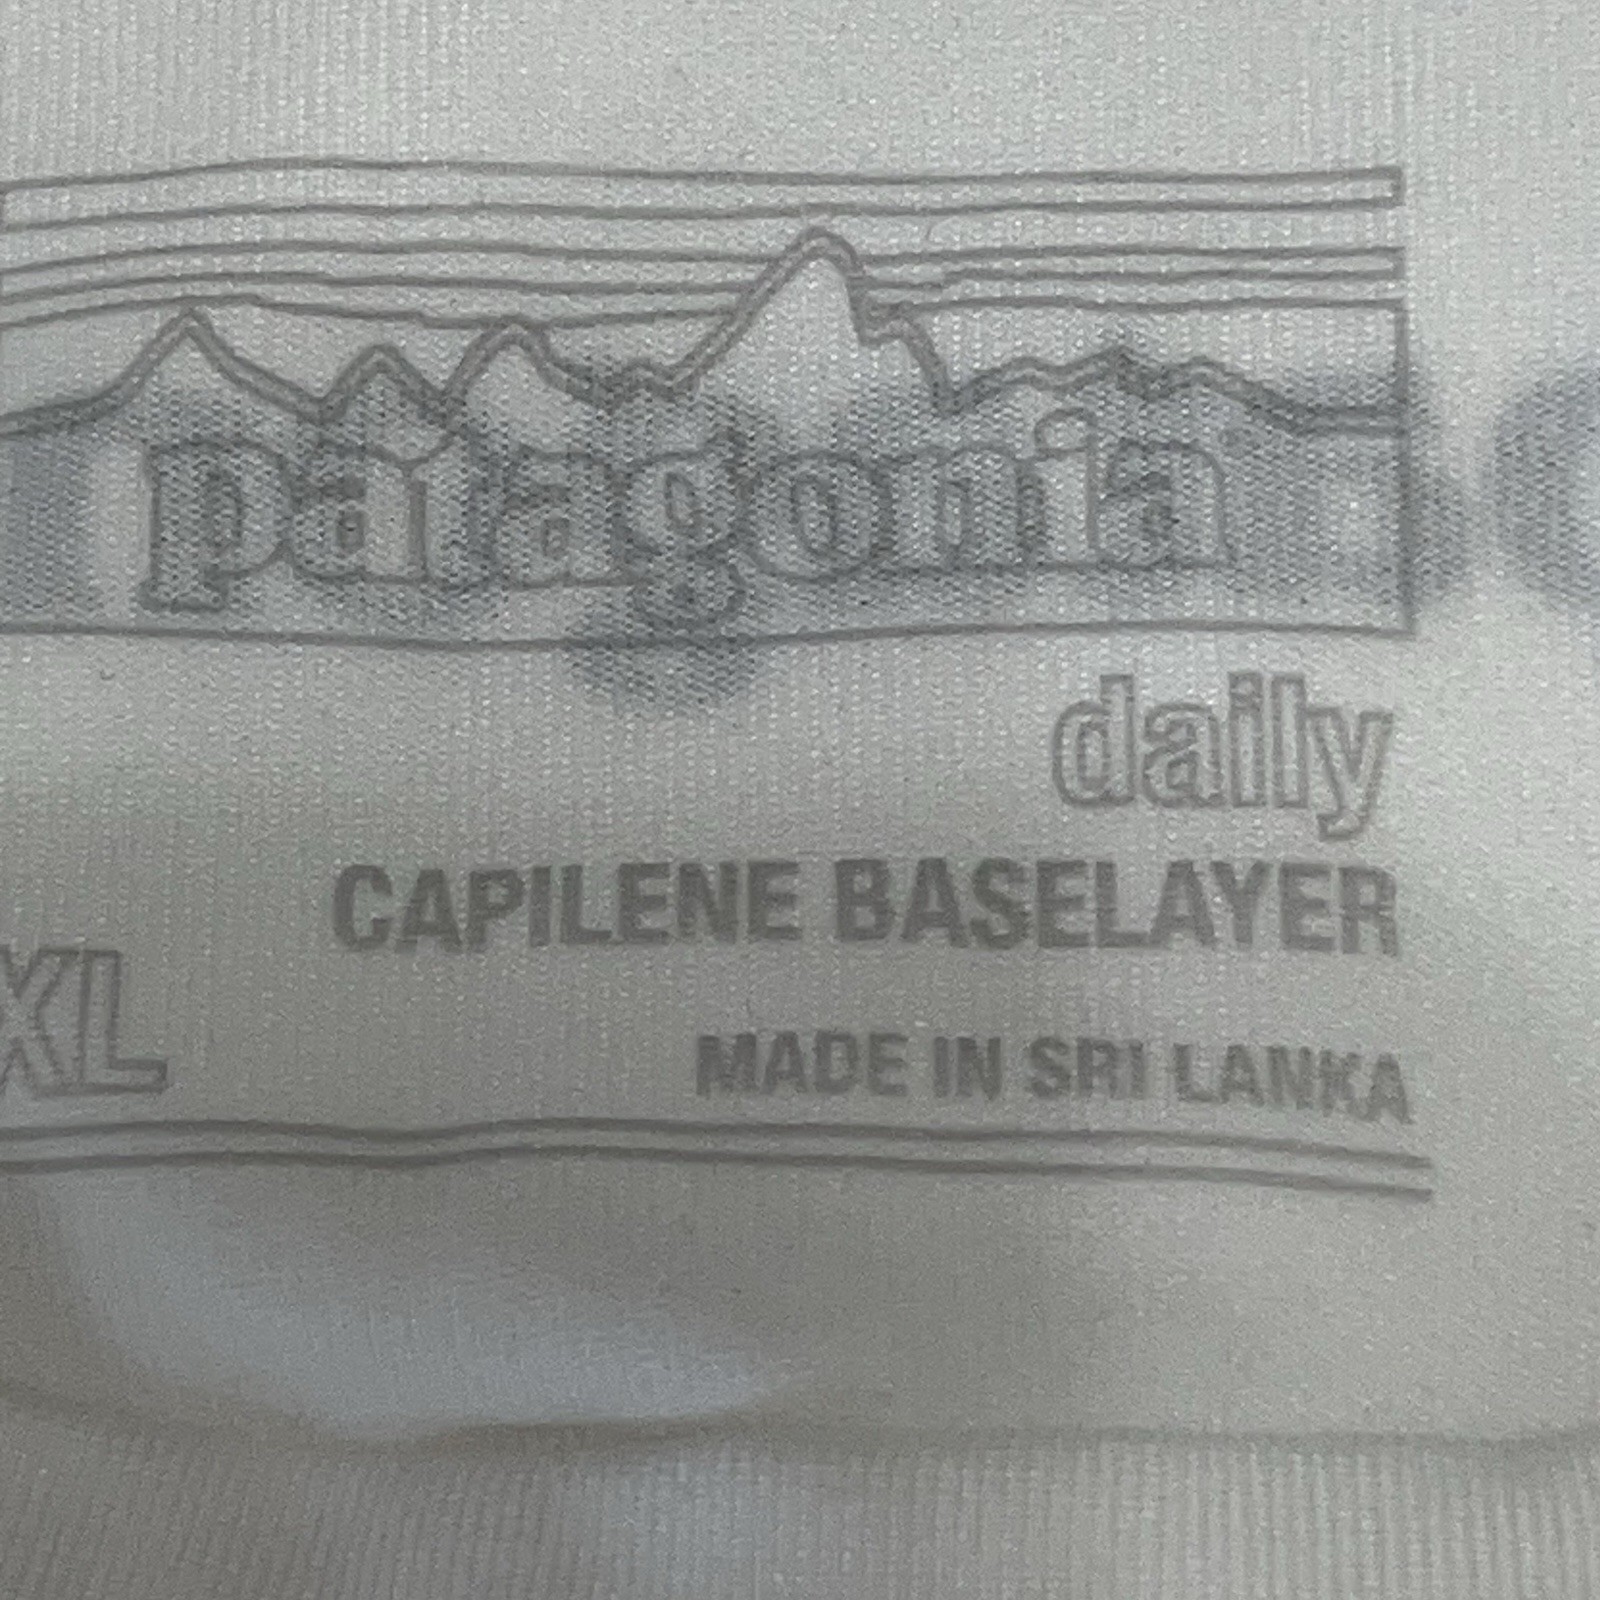 patagonia
daily
CAPILENE BASELAYER
XL
MADE IN SRI LANKA